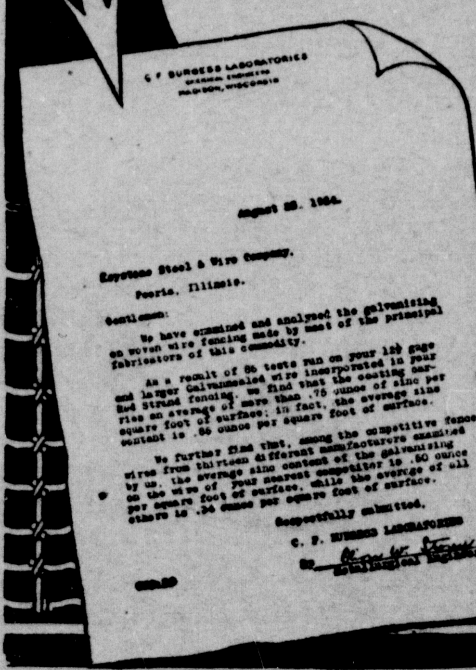 C F BURGESS LABORATORIES
CHEMICAL ENGINEERS
MADISON, WISCONSIN
August 1924.
Keystone Steel & Wire Company,
Peoria, Illinois.
Gentlemen:
We have examined and analyzed the galvanizing
on woven wire fencing made by most of the principal
fabricators of this commodity.
As a result of 86 tests run on your 12½ gage
and larger Galvannealed wire incorporated in your
Red Strand fencing, we find that the coating car-
ries an average of more than .75 ounce of zinc per
square foot of surface; in fact, the average zinc
content is per square foot of surface.
We further find that, among the competitive fence
wires from thirteen different manufacturers examined
by us, the average zinc content of the galvanizing
on the wire of your nearest competitor is ounce
per square foot of surface, while the average of all
others is .34 ounce per square foot of surface.
Respectfully submitted,
C. F. BURGESS LABORATORIES
By
Metallurgical Engineer